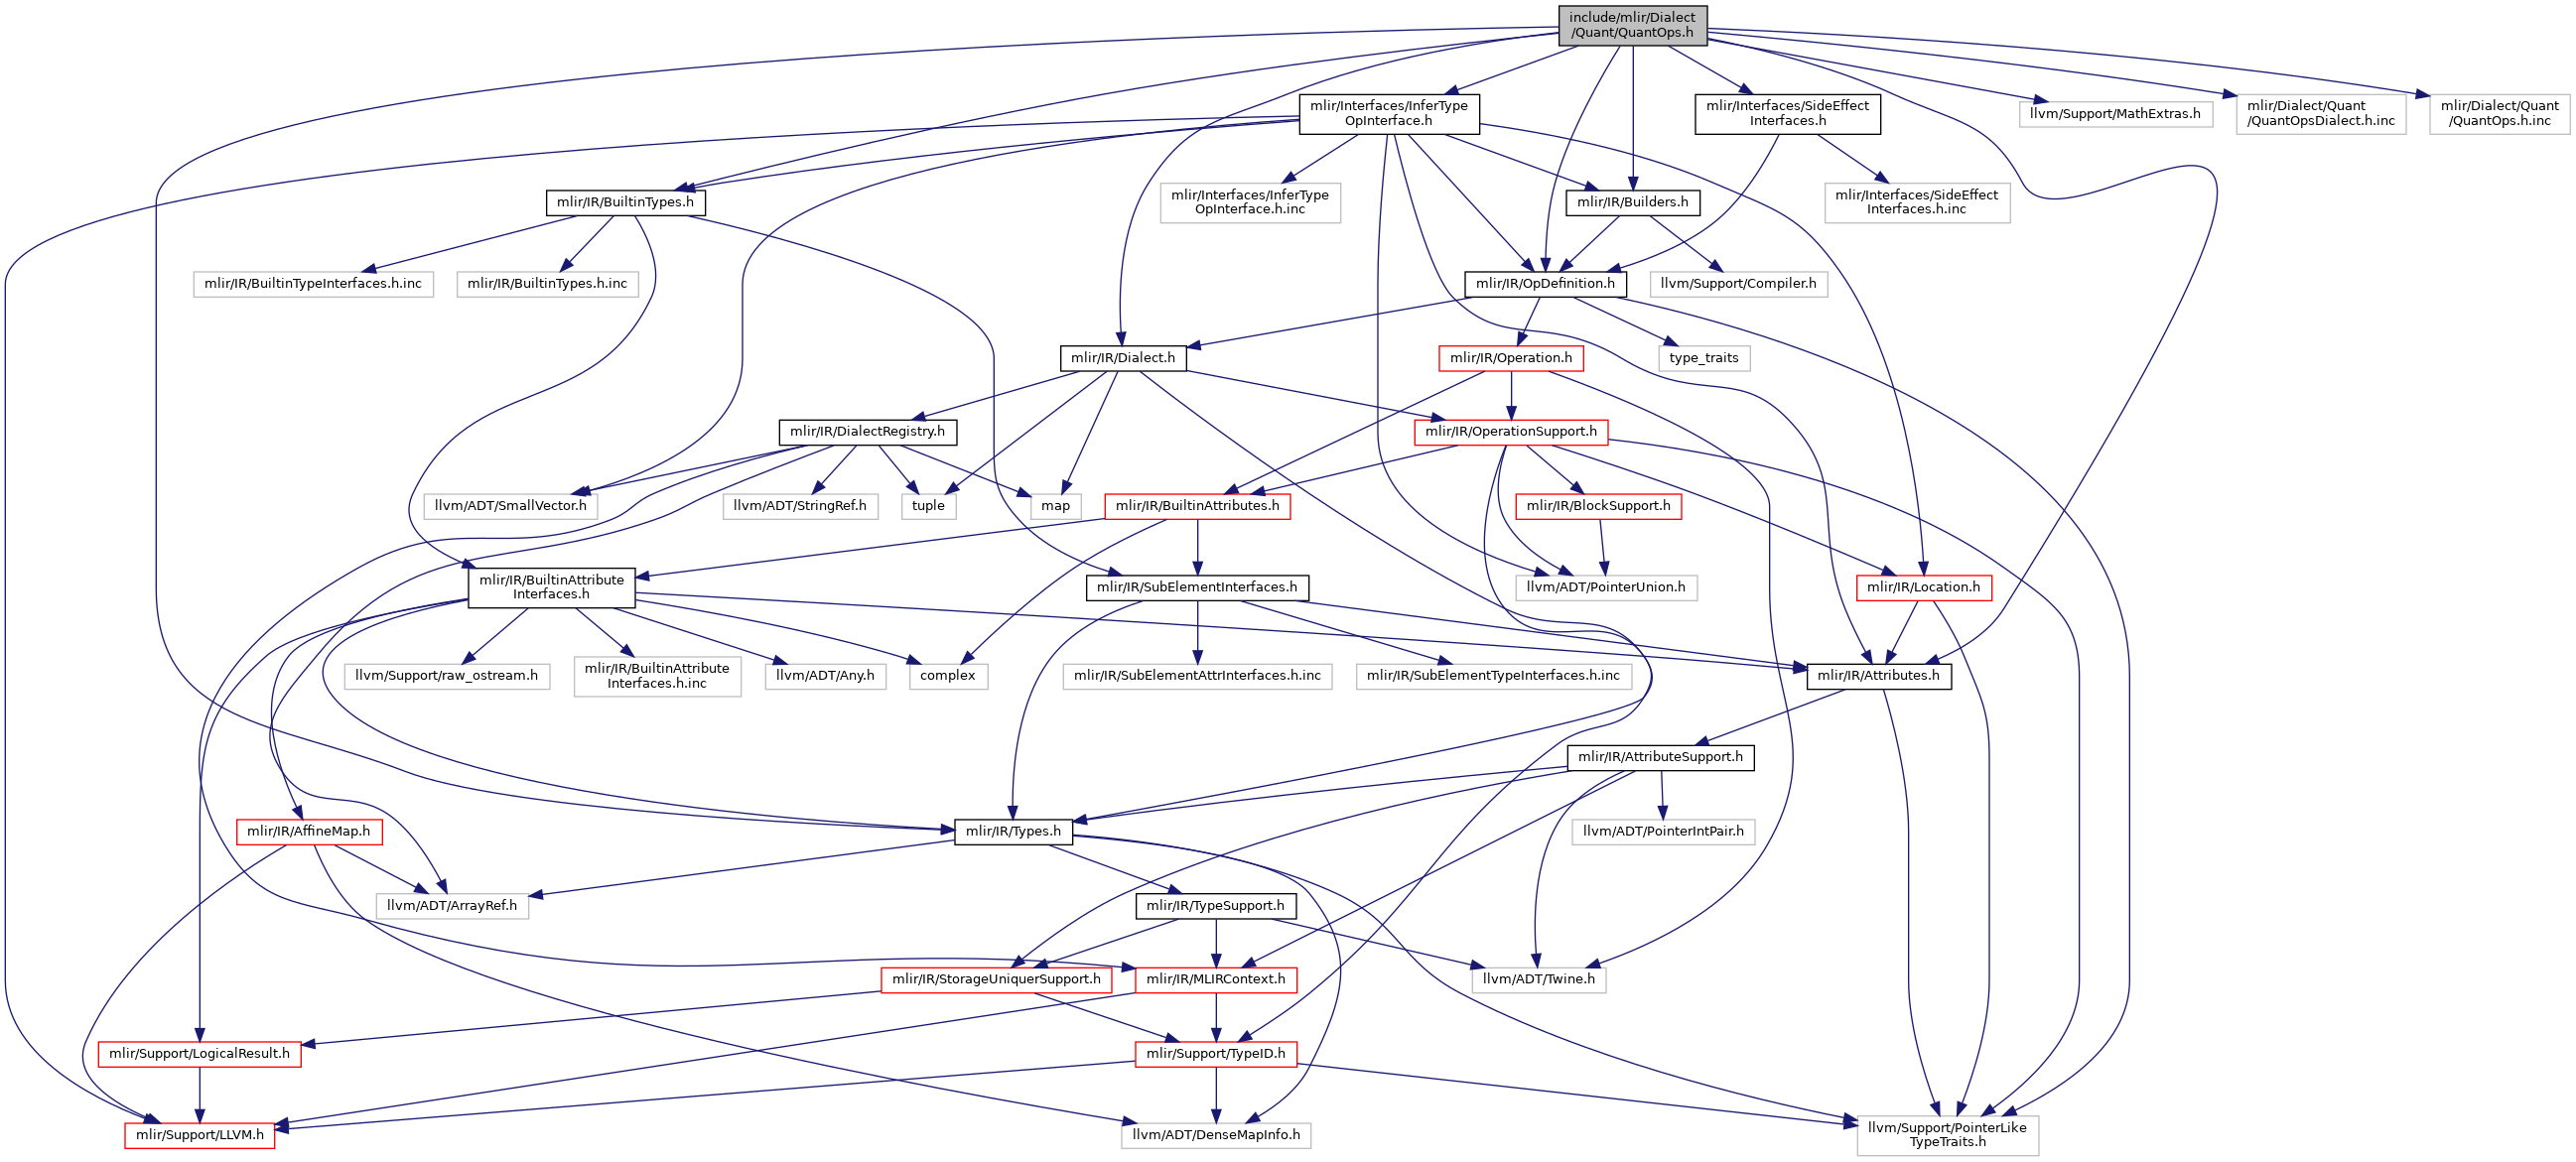 include/mlir/Dialect
/Quant/QuantOps.h
mlir/Interfaces/InferType
OpInterface.h
mlir/Interfaces/SideEffect
Interfaces.h
llvm/Support/MathExtras.h
mlir/Dialect/Quant
/QuantOpsDialect.h.inc
mlir/Dialect/Quant
/QuantOps.h.inc
mlir/IR/BuiltinTypes.h
mlir/Interfaces/InferType
OpInterface.h.inc
mlir/IR/Builders.h
mlir/Interfaces/SideEffect
Interfaces.h.inc
mlir/IR/BuiltinTypeInterfaces.h.inc
mlir/IR/BuiltinTypes.h.inc
mlir/IR/OpDefinition.h
llvm/Support/Compiler.h
mlir/IR/Dialect.h
mlir/IR/Operation.h
type_traits
mlir/IR/DialectRegistry.h
mlir/IR/OperationSupport.h
llvm/ADT/SmallVector.h
llvm/ADT/StringRef.h
tuple
map
mlir/IR/BuiltinAttributes.h
mlir/IR/BlockSupport.h
mlir/IR/BuiltinAttribute
Interfaces.h
mlir/IR/SubElementInterfaces.h
llvm/ADT/PointerUnion.h
mlir/IR/Location.h
llvm/Support/raw_ostream.h
mlir/IR/BuiltinAttribute
Interfaces.h.inc
llvm/ADT/Any.h
complex
mlir/IR/SubElementAttrInterfaces.h.inc
mlir/IR/SubElementTypeInterfaces.h.inc
mlir/IR/Attributes.h
mlir/IR/AttributeSupport.h
mlir/IR/AffineMap.h
mlir/IR/Types.h
llvm/ADT/PointerIntPair.h
llvm/ADT/ArrayRef.h
mlir/IR/TypeSupport.h
mlir/IR/StorageUniquerSupport.h
mlir/IR/MLIRContext.h
llvm/ADT/Twine.h
mlir/Support/LogicalResult.h
mlir/Support/TypeID.h
mlir/Support/LLVM.h
llvm/ADT/DenseMapInfo.h
llvm/Support/PointerLike
TypeTraits.h